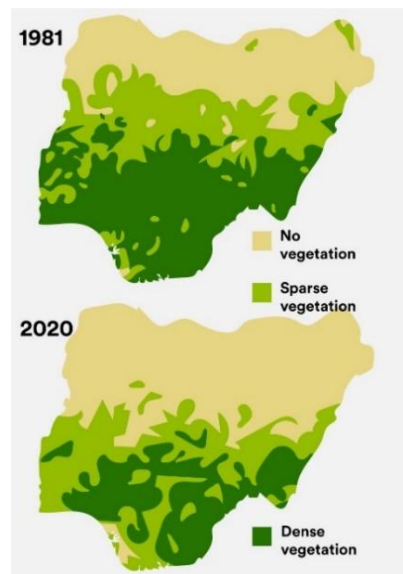 1981
No
vegetation
Sparse
vegetation
2020
Dense
vegetation